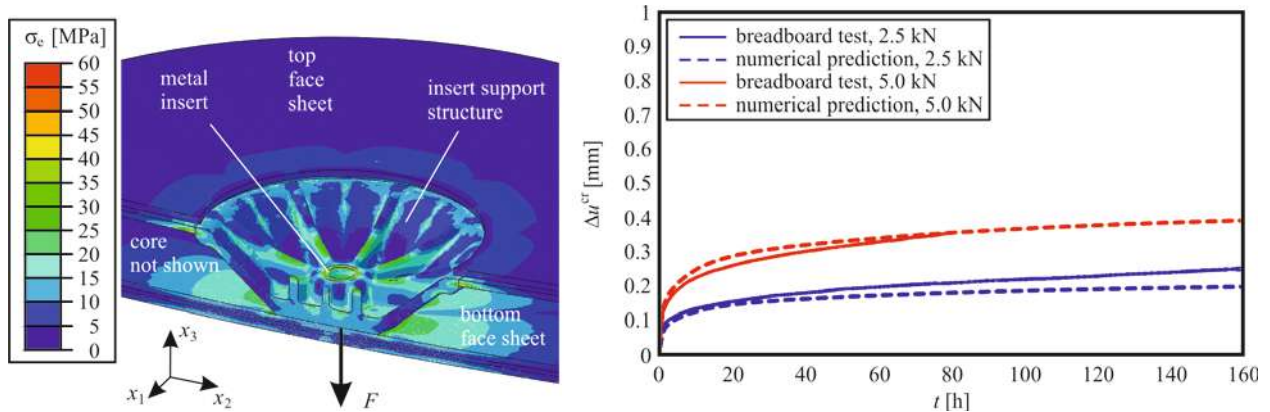 σe [MPa]
60
55
50
45
40
35
30
25
20
15
10
5
0
metal
insert
top
face
sheet
insert support
structure
core
not shown
bottom
face sheet
x3
x1
x2
F
breadboard test, 2.5 kN
numerical prediction, 2.5 kN
breadboard test, 5.0 kN
numerical prediction, 5.0 kN
Δu^cr [mm]
1
0.9
0.8
0.7
0.6
0.5
0.4
0.3
0.2
0.1
0
0 20 40 60 80 100 120 140 160
t [h]